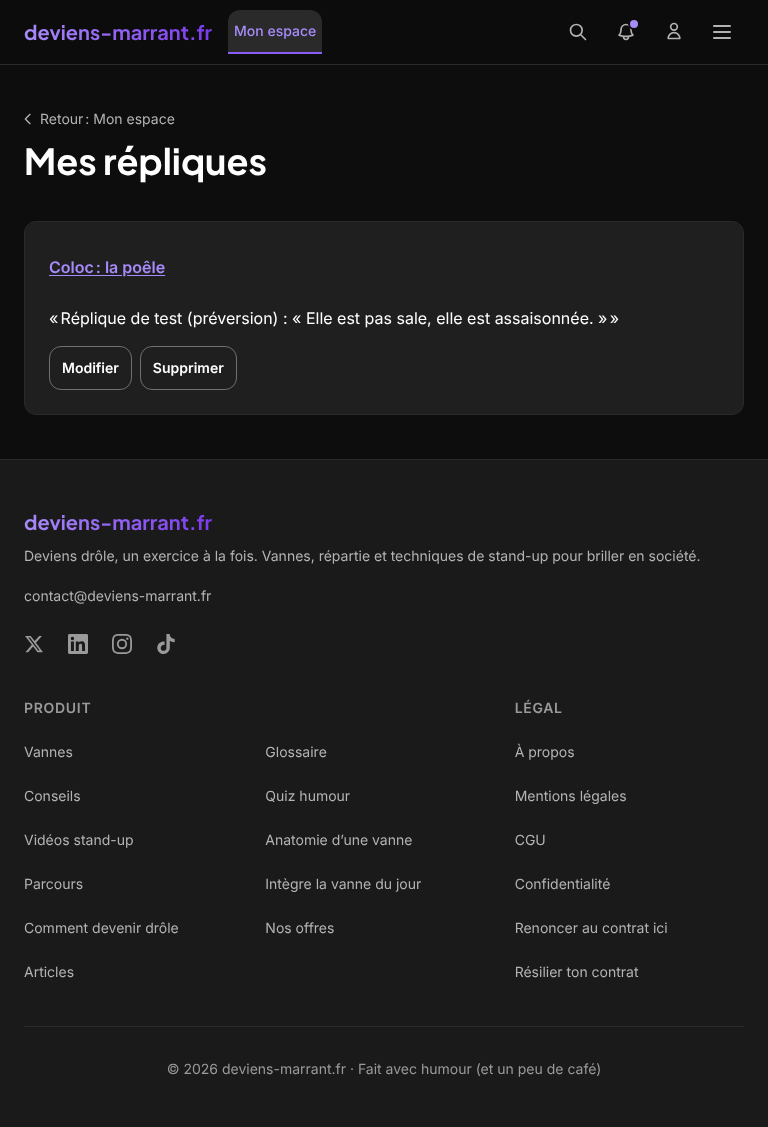 deviens-marrant.fr
Mon espace
Retour : Mon espace
Mes répliques
Coloc : la poêle
« Réplique de test (préversion) : « Elle est pas sale, elle est assaisonnée. » »
Modifier
Supprimer
deviens-marrant.fr
Deviens drôle, un exercice à la fois. Vannes, répartie et techniques de stand-up pour briller en société.
contact@deviens-marrant.fr
PRODUIT
Vannes
Conseils
Vidéos stand-up
Parcours
Comment devenir drôle
Articles
Glossaire
Quiz humour
Anatomie d’une vanne
Intègre la vanne du jour
Nos offres
LÉGAL
À propos
Mentions légales
CGU
Confidentialité
Renoncer au contrat ici
Résilier ton contrat
© 2026 deviens-marrant.fr · Fait avec humour (et un peu de café)